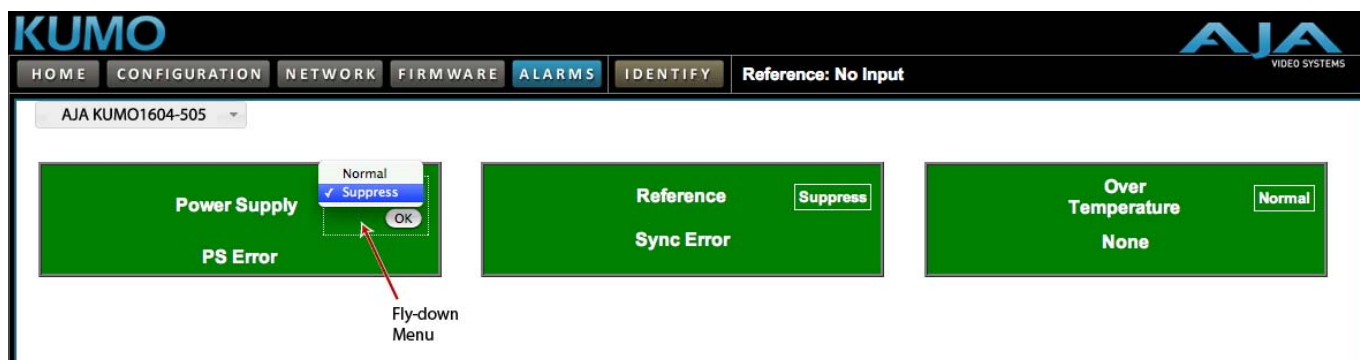 KUMO
AJA
VIDEO SYSTEMS
HOME CONFIGURATION NETWORK FIRMWARE ALARMS IDENTIFY Reference: No Input
AJA KUMO1604-505
Power Supply
Normal
✓ Suppress
OK
PS Error
Reference
Suppress
Sync Error
Over
Temperature
Normal
None
Fly-down
Menu